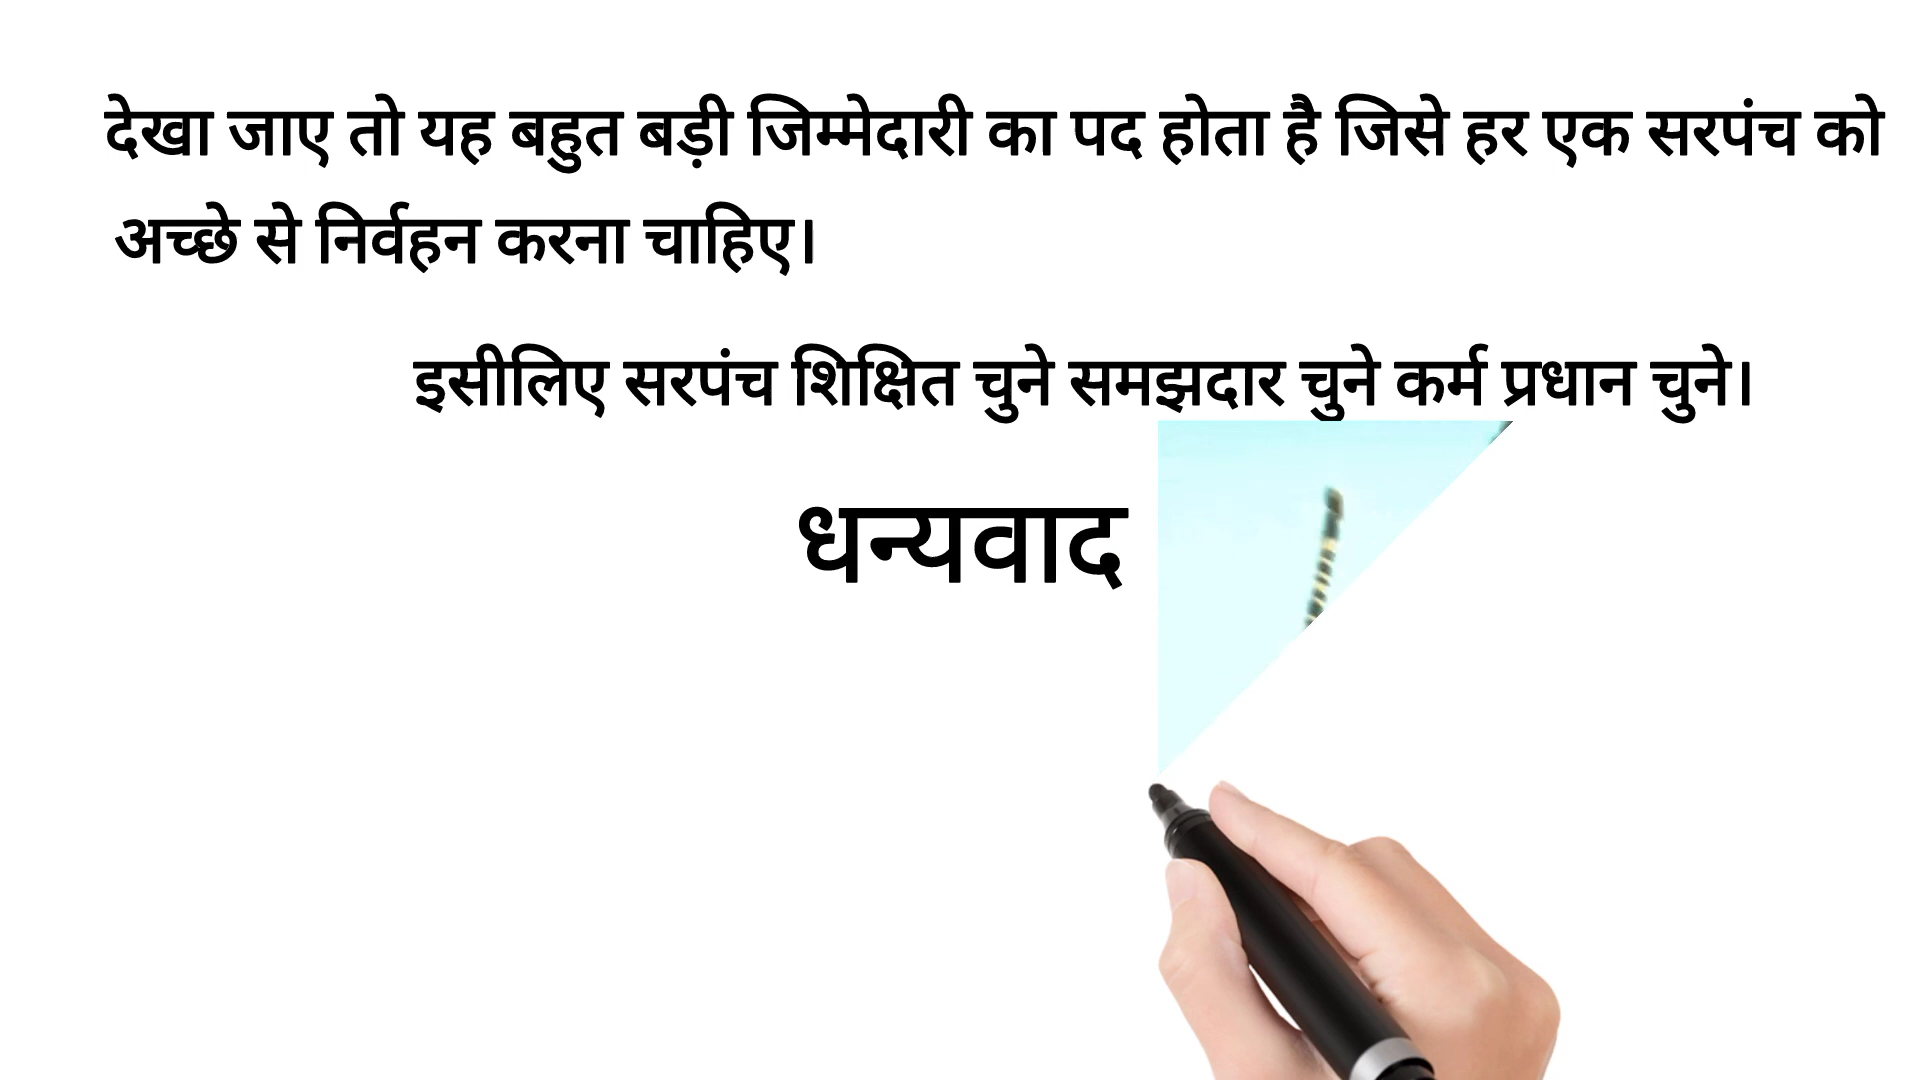 देखा जाए तो यह बहुत बड़ी जिम्मेदारी का पद होता है जिसे हर एक सरपंच को
अच्छे से निर्वहन करना चाहिए।
इसीलिए सरपंच शिक्षित चुने समझदार चुने कर्म प्रधान चुने।
धन्यवाद